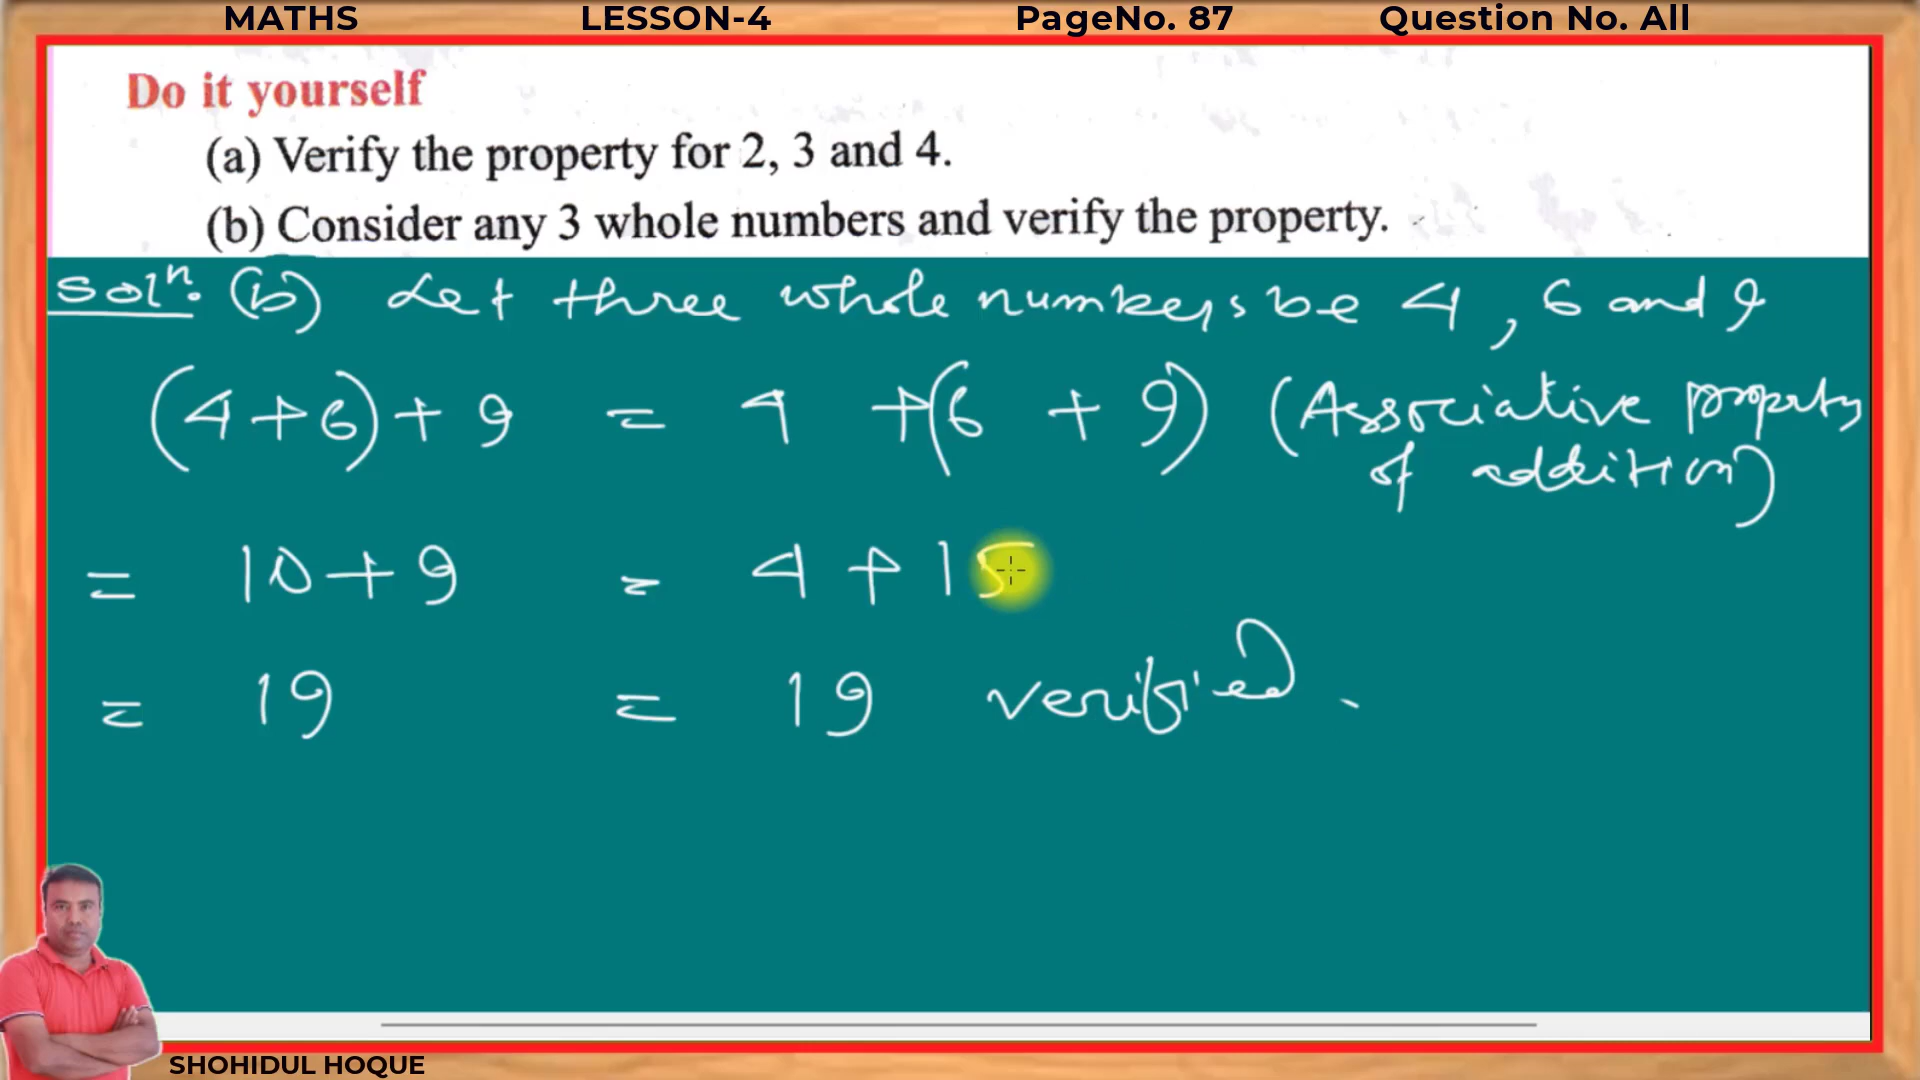 MATHS LESSON-4 PageNo. 87 Question No. All
Do it yourself
(a) Verify the property for 2, 3 and 4.
(b) Consider any 3 whole numbers and verify the property.
Solⁿ. (b) Let three whole numbers be 4, 6 and 9
(4+6)+9 = 4 +(6 + 9) (Associative property
of addition)
= 10+9 = 4+15
= 19 = 19 verified.
SHOHIDUL HOQUE